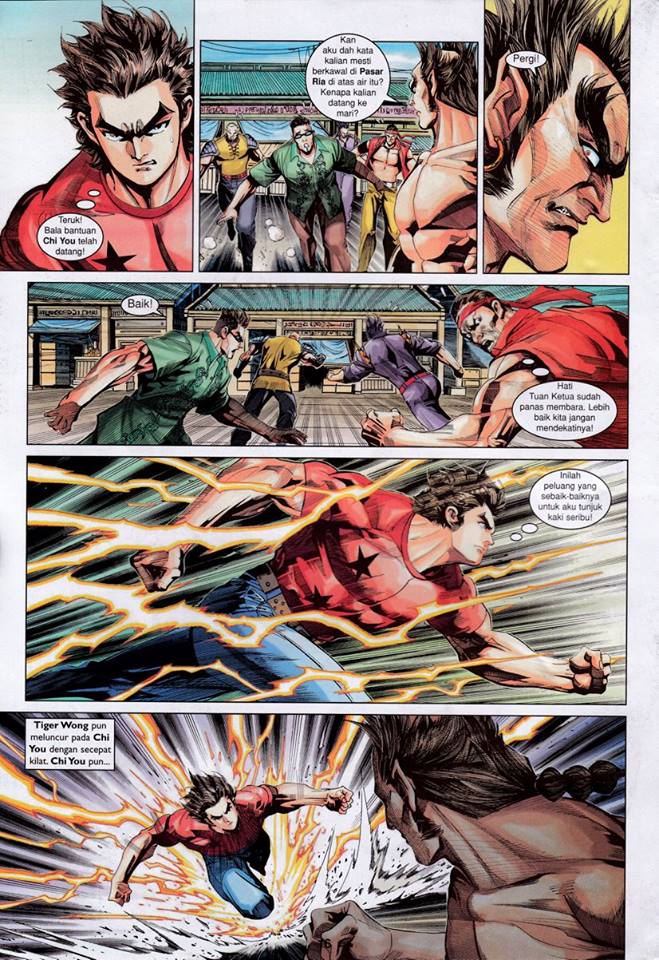 Teruk!
Bala bantuan
Chi You telah
datang!
Kan
aku dah kata
kalian mesti
berkawal di Pasar
Ria di atas air itu?
Kenapa kalian
datang ke
mari?
Pergi!
Baik!
Hati
Tuan Ketua sudah
panas membara. Lebih
baik kita jangan
mendekatinya!
Inilah
peluang yang
sebaik-baiknya
untuk aku tunjuk
kaki seribu!
Tiger Wong pun
meluncur pada Chi
You dengan secepat
kilat. Chi You pun...
6